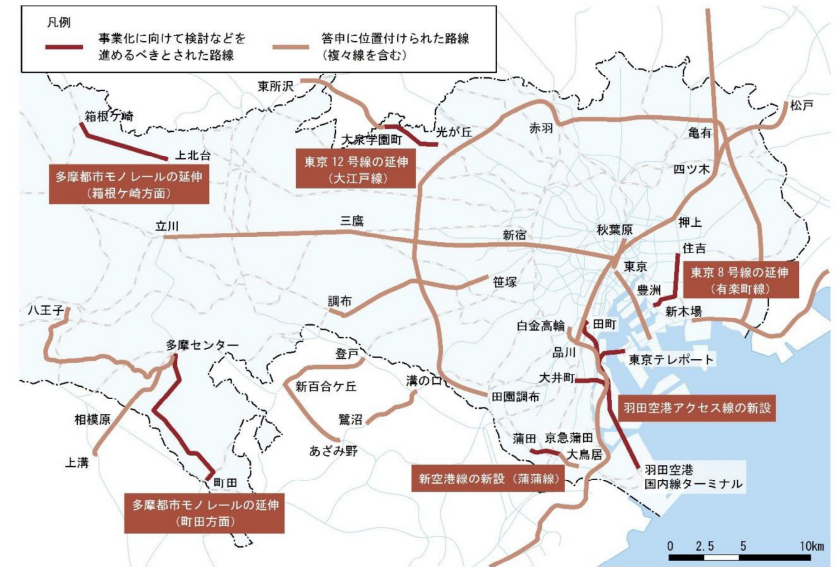 凡例
事業化に向けて検討などを
進めるべきとされた路線
答申に位置付けられた路線
(複々線を含む)
東所沢
松戸
箱根ケ崎
赤羽
亀有
大泉学園町
光が丘
上北台
東京12号線の延伸
(大江戸線)
四ツ木
多摩都市モノレールの延伸
(箱根ケ崎方面)
立川
三鷹
新宿
秋葉原
押上
住吉
東京
東京8号線の延伸
(有楽町線)
笹塚
豊洲
新木場
調布
八王子
白金高輪
田町
多摩センター
登戸
品川
東京テレポート
新百合ケ丘
溝の口
大井町
田園調布
相模原
鷺沼
羽田空港アクセス線の新設
上溝
あざみ野
蒲田
京急蒲田
大鳥居
町田
新空港線の新設(蒲蒲線)
羽田空港
国内線ターミナル
多摩都市モノレールの延伸
(町田方面)
0 2.5 5 10km